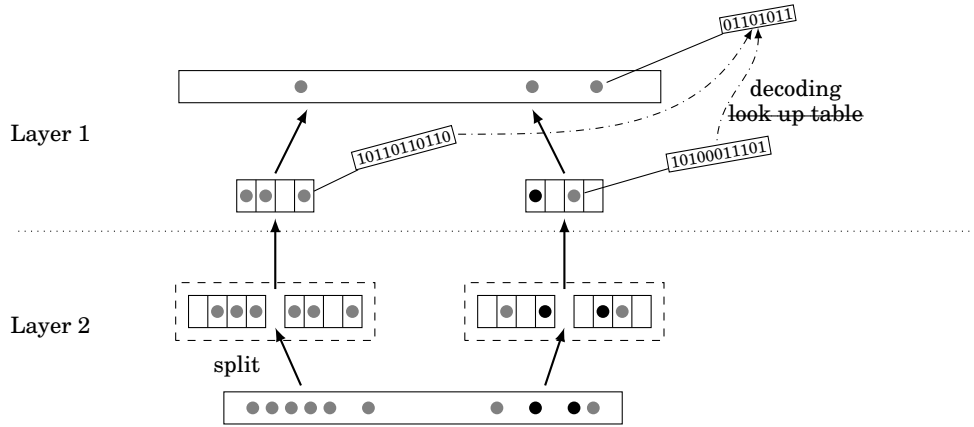 01101011
decoding
look up table
Layer 1
10110110110
10100011101
Layer 2
split